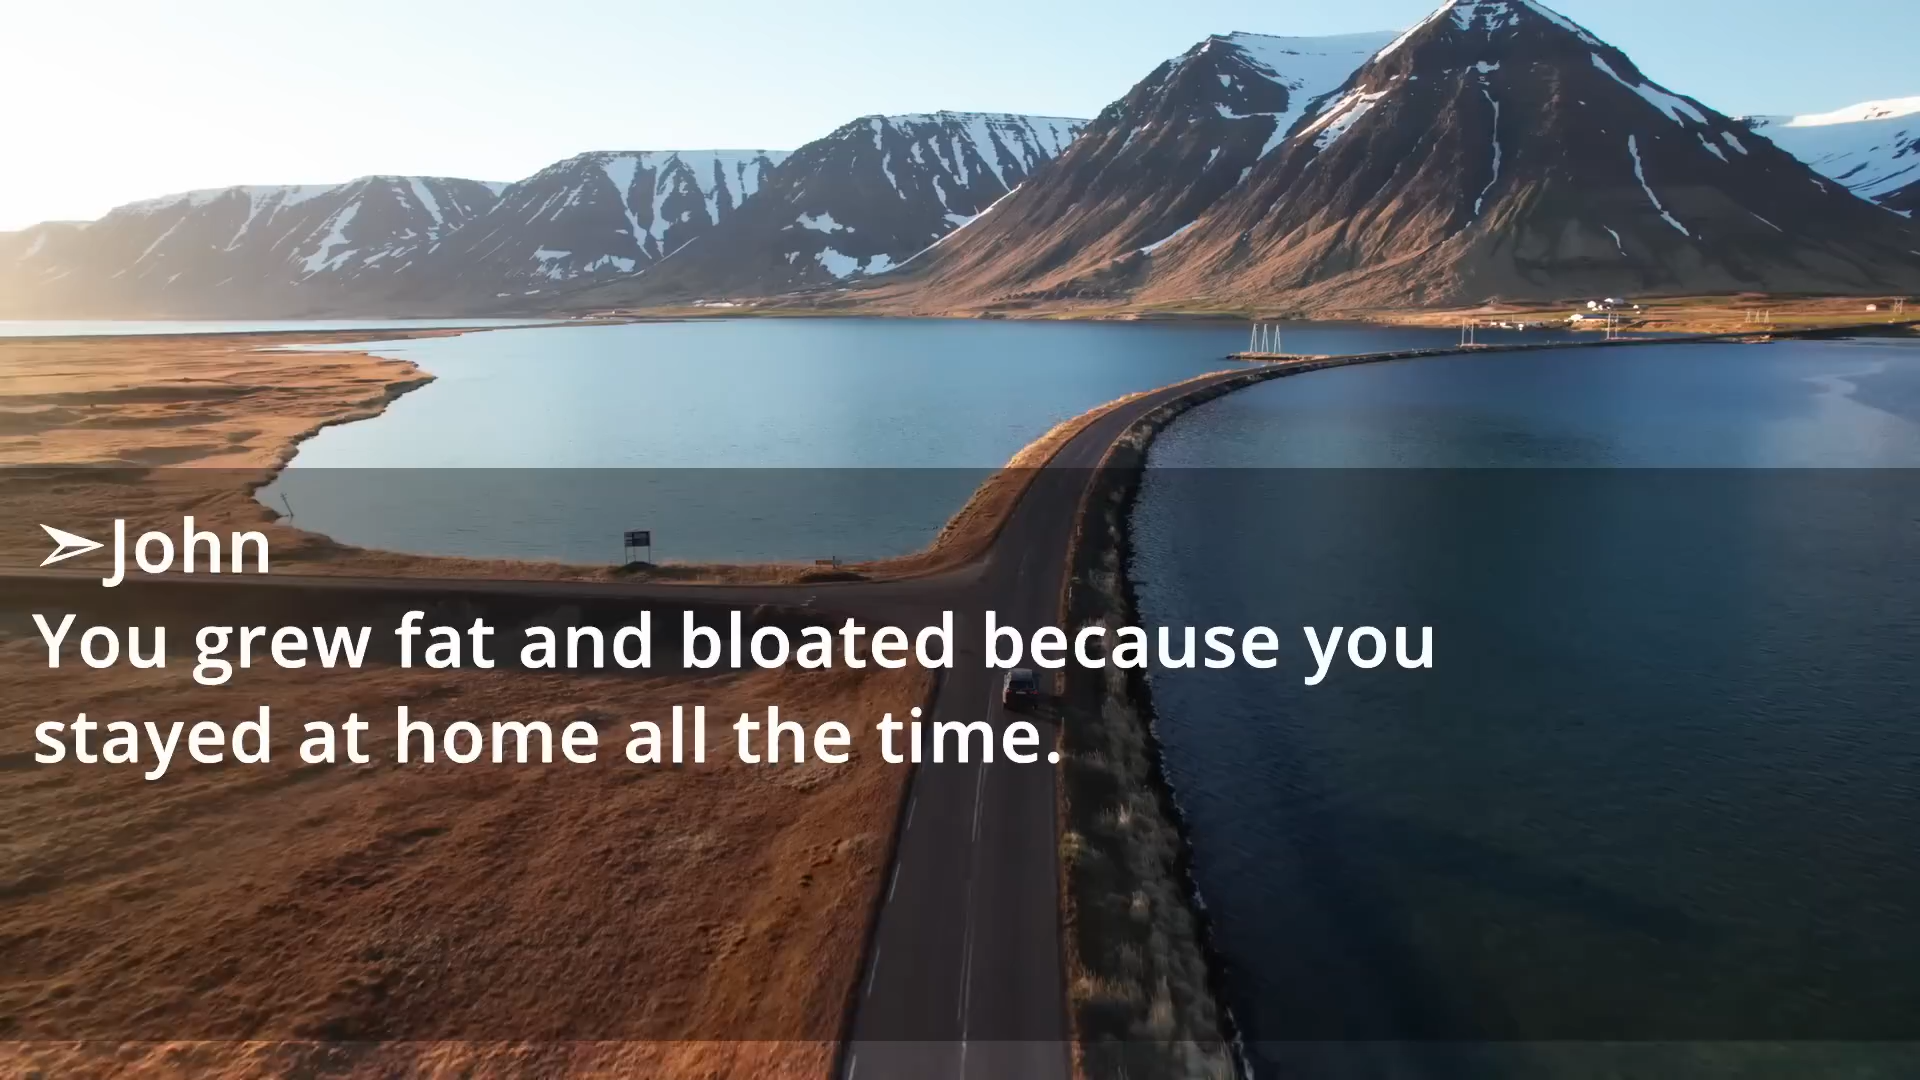 ➢John
You grew fat and bloated because you
stayed at home all the time.